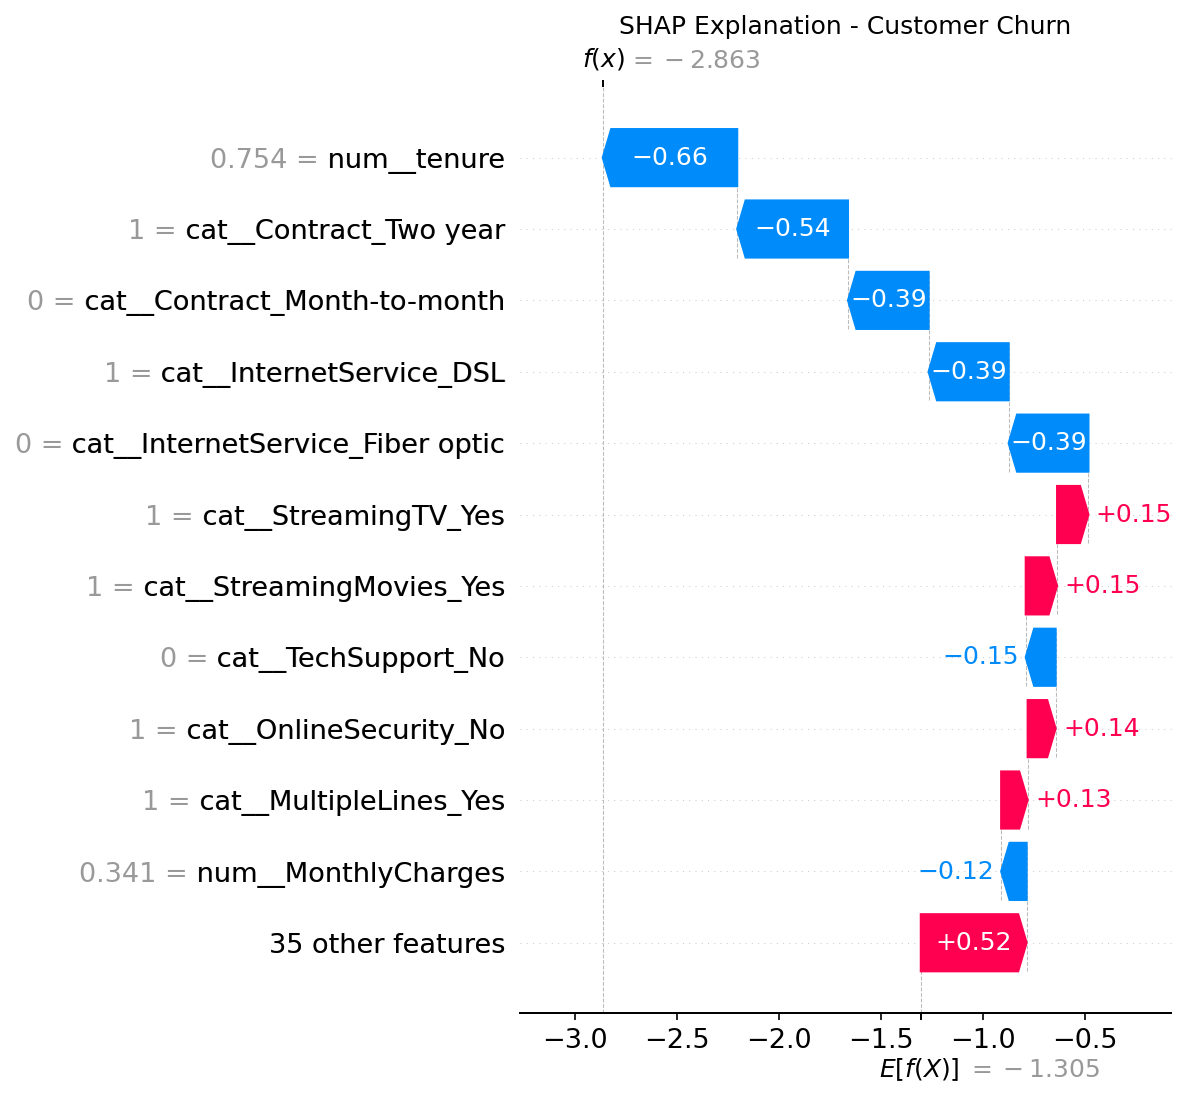 SHAP Explanation - Customer Churn
f(x) = −2.863
0.754 = num__tenure −0.66
1 = cat__Contract_Two year −0.54
0 = cat__Contract_Month-to-month −0.39
1 = cat__InternetService_DSL −0.39
0 = cat__InternetService_Fiber optic −0.39
1 = cat__StreamingTV_Yes +0.15
1 = cat__StreamingMovies_Yes +0.15
0 = cat__TechSupport_No −0.15
1 = cat__OnlineSecurity_No +0.14
1 = cat__MultipleLines_Yes +0.13
0.341 = num__MonthlyCharges −0.12
35 other features +0.52
−3.0 −2.5 −2.0 −1.5 −1.0 −0.5
E[f(X)] = −1.305